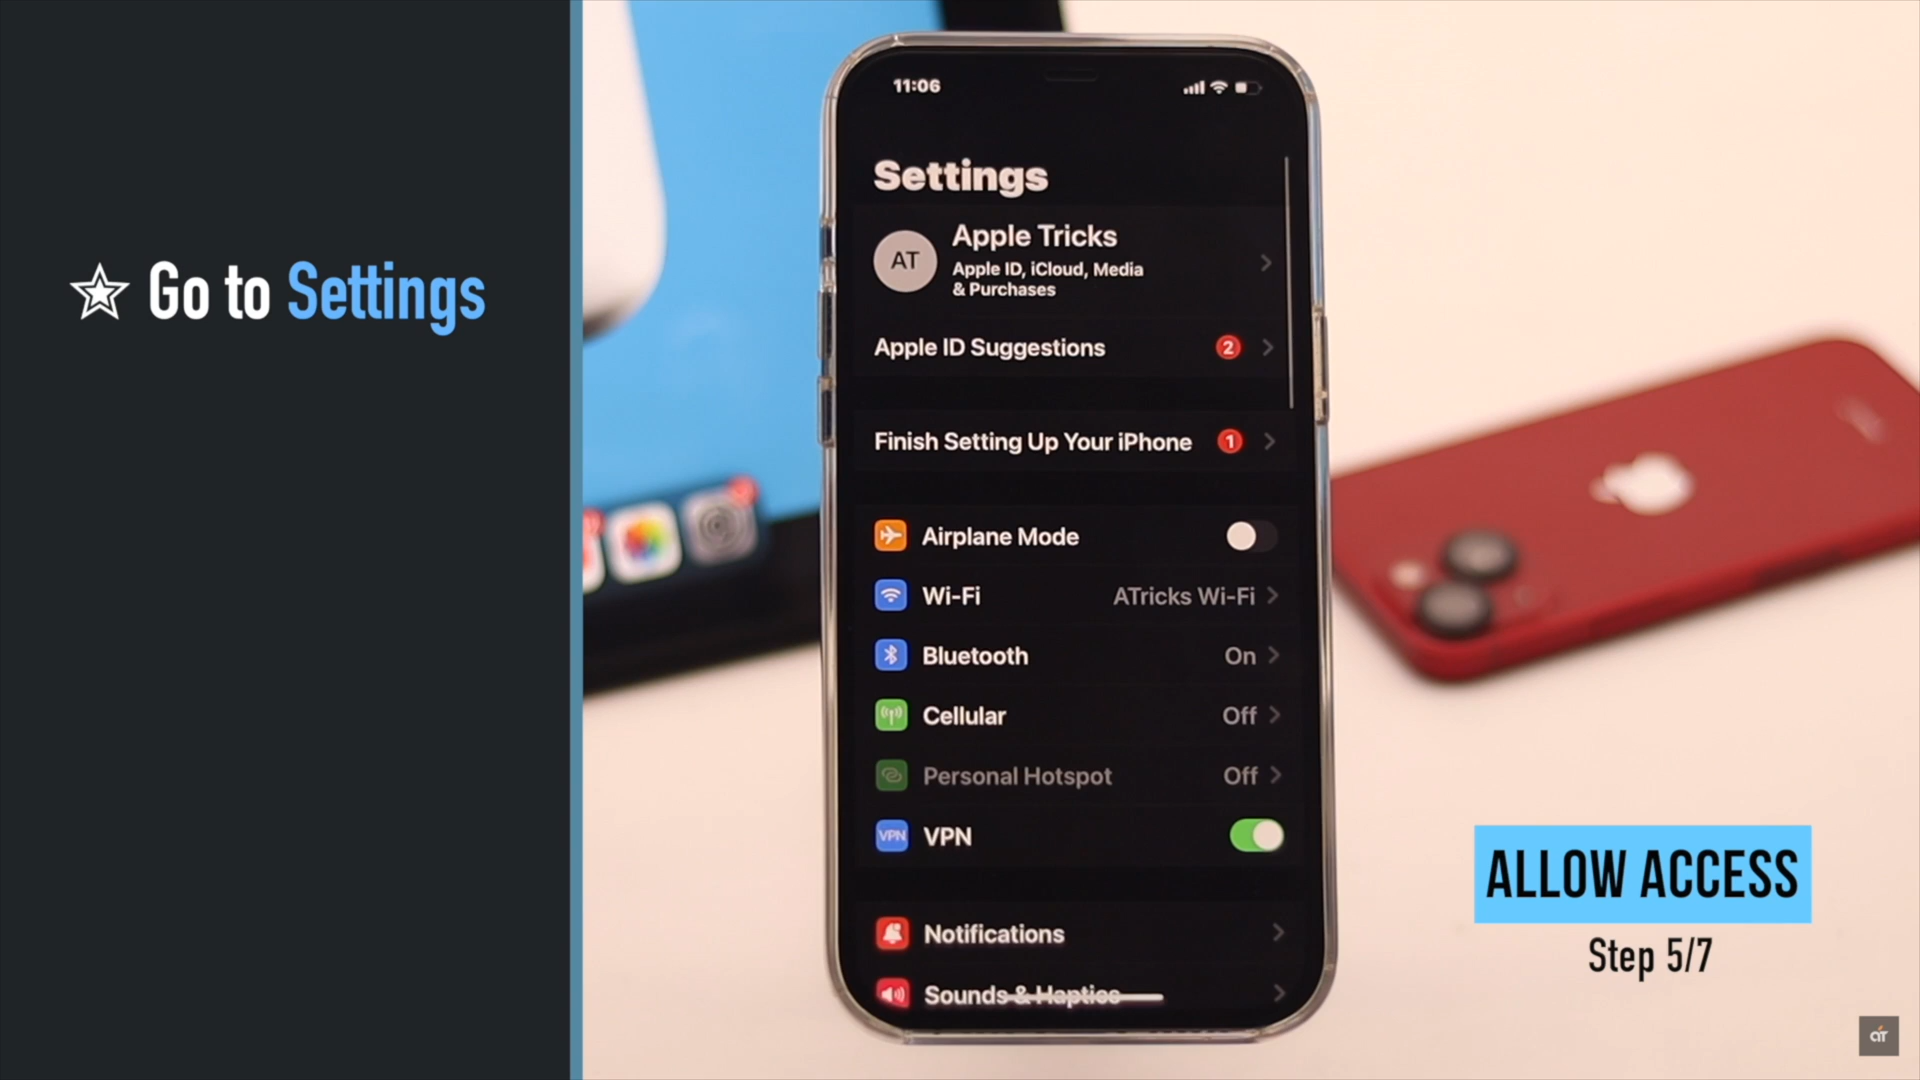 Go to Settings
11:06
Settings
AT
Apple Tricks
Apple ID, iCloud, Media
& Purchases
Apple ID Suggestions 2
Finish Setting Up Your iPhone 1
Airplane Mode
Wi-Fi ATricks Wi-Fi
Bluetooth On
Cellular Off
Personal Hotspot Off
VPN VPN
Notifications
Sounds & Haptics
ALLOW ACCESS
Step 5/7
aT